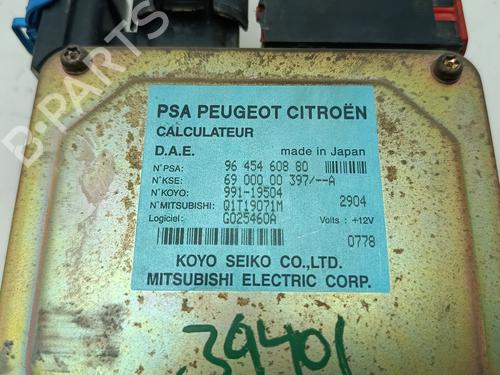 PSA PEUGEOT CITROËN
CALCULATEUR
D.A.E. made in Japan
N°PSA: 96 454 608 80
N°KSE: 69 000 00 397/--A
N°KOYO: 991-19504
N°MITSUBISHI: Q1T19071M 2904
Logiciel: G025460A Volts : +12V
0778
KOYO SEIKO CO.,LTD.
MITSUBISHI ELECTRIC CORP.
39401
B-PARTS